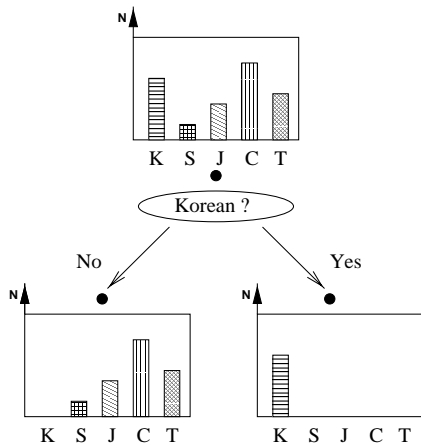 N
K S J C T
Korean ?
No Yes
N N
K S J C T K S J C T